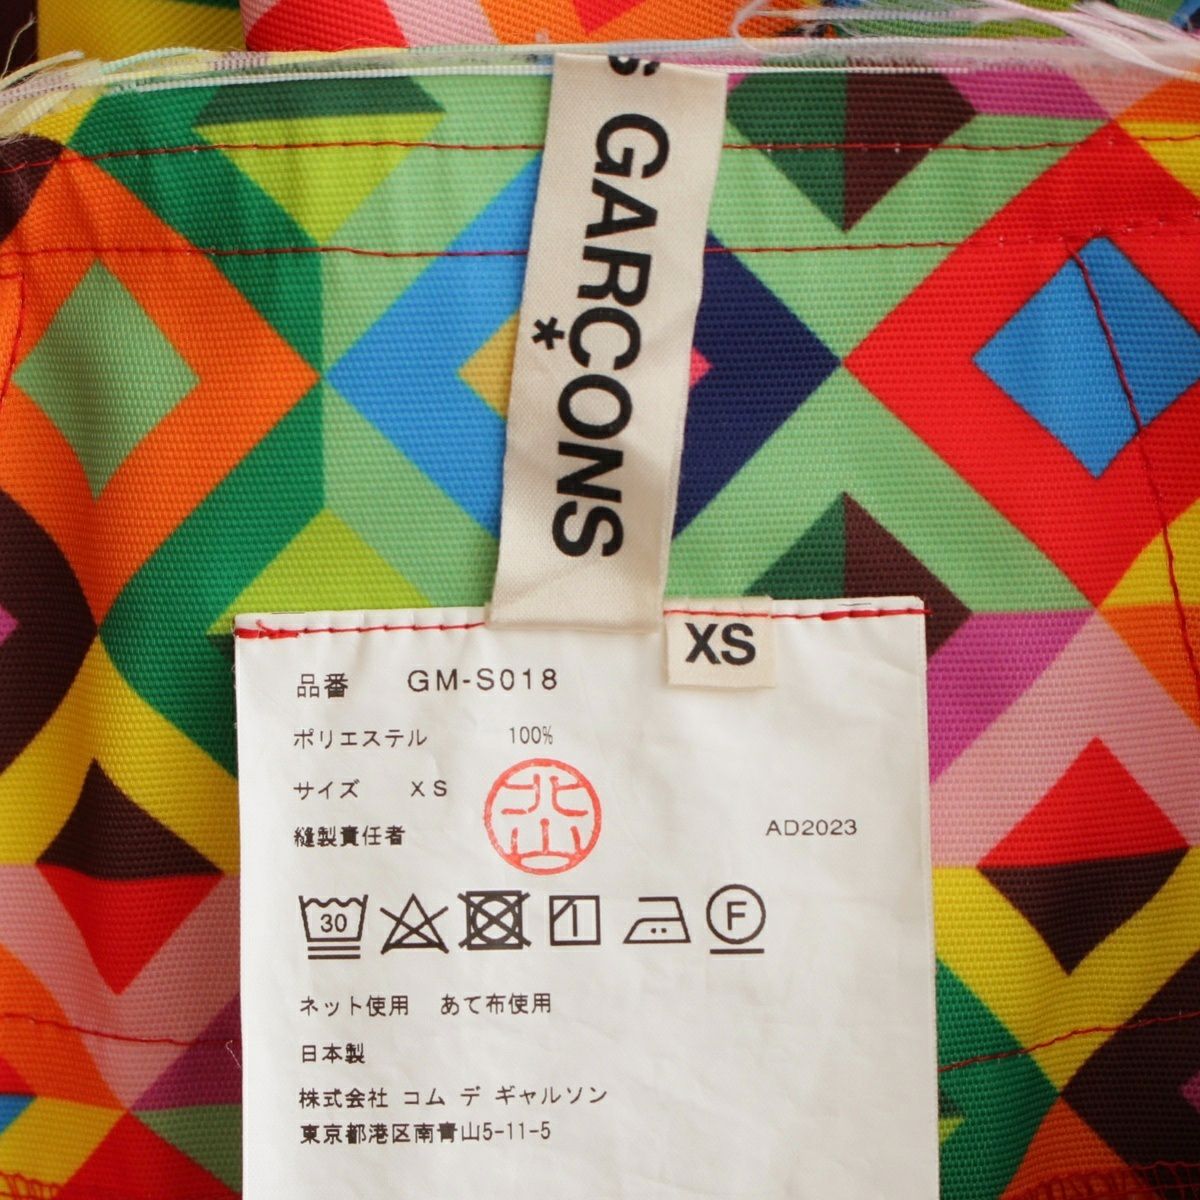 S GARÇONS
*
XS
品番 GM-S018
ポリエステル 100%
サイズ XS
縫製責任者 北山
AD2023
30
F
ネット使用 あて布使用
日本製
株式会社 コム デ ギャルソン
東京都港区南青山5-11-5